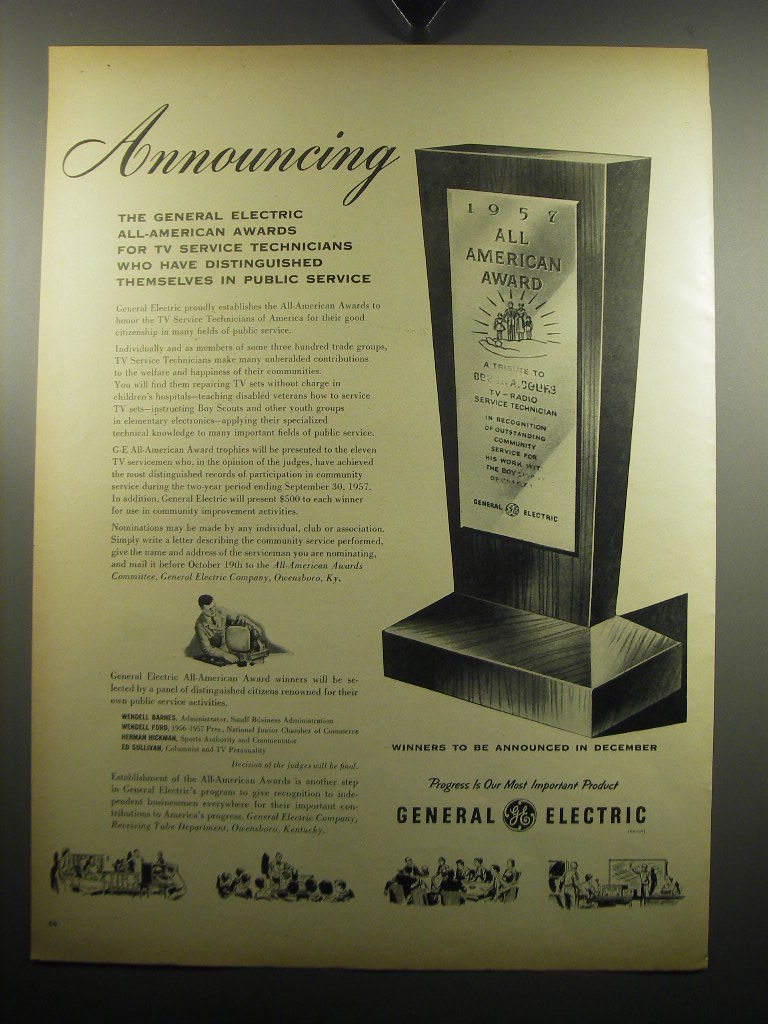 Announcing
THE GENERAL ELECTRIC
ALL-AMERICAN AWARDS
FOR TV SERVICE TECHNICIANS
WHO HAVE DISTINGUISHED
THEMSELVES IN PUBLIC SERVICE
General Electric proudly establishes the All-American Awards to
honor the TV Service Technicians of America for their good
citizenship in many fields of public service.
Individually and as members of some three hundred trade groups,
TV Service Technicians make many unheralded contributions
to the welfare and happiness of their communities.
You will find them repairing TV sets without charge in
children's hospitals—teaching disabled veterans how to service
TV sets—instructing Boy Scouts and other youth groups
in elementary electronics—applying their specialized
technical knowledge to many important fields of public service.
G-E All-American Award trophies will be presented to the eleven
TV servicemen who, in the opinion of the judges, have achieved
the most distinguished records of participation in community
service during the two-year period ending September 30, 1957.
In addition, General Electric will present $500 to each winner
for use in community improvement activities.
Nominations may be made by any individual, club or association.
Simply write a letter describing the community service performed,
give the name and address of the serviceman you are nominating,
and mail it before October 19th to the All-American Awards
Committee, General Electric Company, Owensboro, Ky.
General Electric All-American Award winners will be se-
lected by a panel of distinguished citizens renowned for their
own public service activities.
WENDELL BARNES, Administrator, Small Business Administration
WENDELL FORD, 1956-1957 Pres., National Junior Chamber of Commerce
HERMAN HICKMAN, Sports Authority and Commentator
ED SULLIVAN, Columnist and TV Personality
Decision of the judges will be final.
Establishment of the All-American Awards is another step
in General Electric's program to give recognition to inde-
pendent businessmen everywhere for their important con-
tributions to America's progress. General Electric Company,
Receiving Tube Department, Owensboro, Kentucky.
1957
ALL
AMERICAN
AWARD
A TRIBUTE TO
TV-RADIO
SERVICE TECHNICIAN
IN RECOGNITION
OF OUTSTANDING
COMMUNITY
SERVICE FOR
HIS WORK WIT
THE BOY
GENERAL GE ELECTRIC
WINNERS TO BE ANNOUNCED IN DECEMBER
Progress Is Our Most Important Product
GENERAL GE ELECTRIC